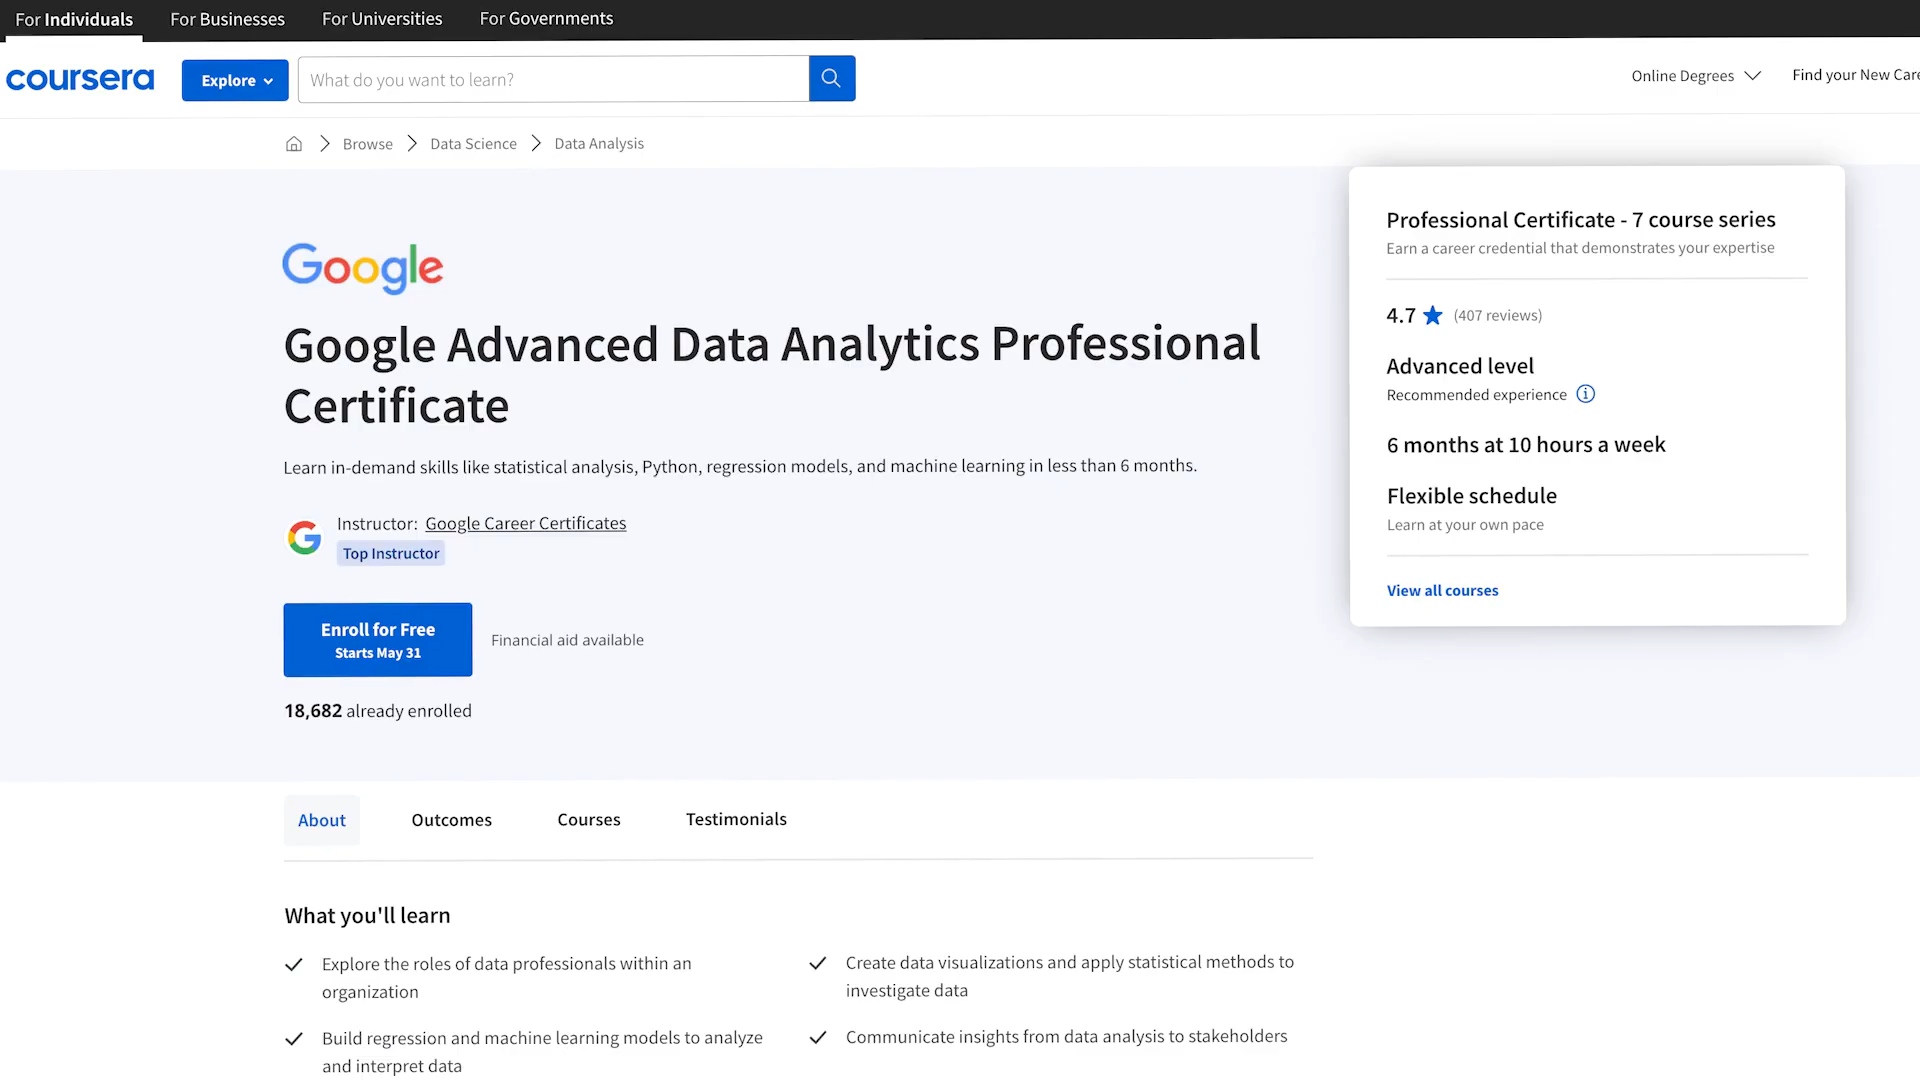 For Individuals For Businesses For Universities For Governments
coursera Explore What do you want to learn? Online Degrees Find your New
Browse Data Science Data Analysis
Google
Google Advanced Data Analytics Professional
Certificate
Learn in-demand skills like statistical analysis, Python, regression models, and machine learning in less than 6 months.
Instructor: Google Career Certificates
Top Instructor
Enroll for Free
Starts May 31
Financial aid available
18,682 already enrolled
Professional Certificate - 7 course series
Earn a career credential that demonstrates your expertise
4.7 (407 reviews)
Advanced level
Recommended experience
6 months at 10 hours a week
Flexible schedule
Learn at your own pace
View all courses
About Outcomes Courses Testimonials
What you'll learn
Explore the roles of data professionals within an
organization
Create data visualizations and apply statistical methods to
investigate data
Build regression and machine learning models to analyze
and interpret data
Communicate insights from data analysis to stakeholders